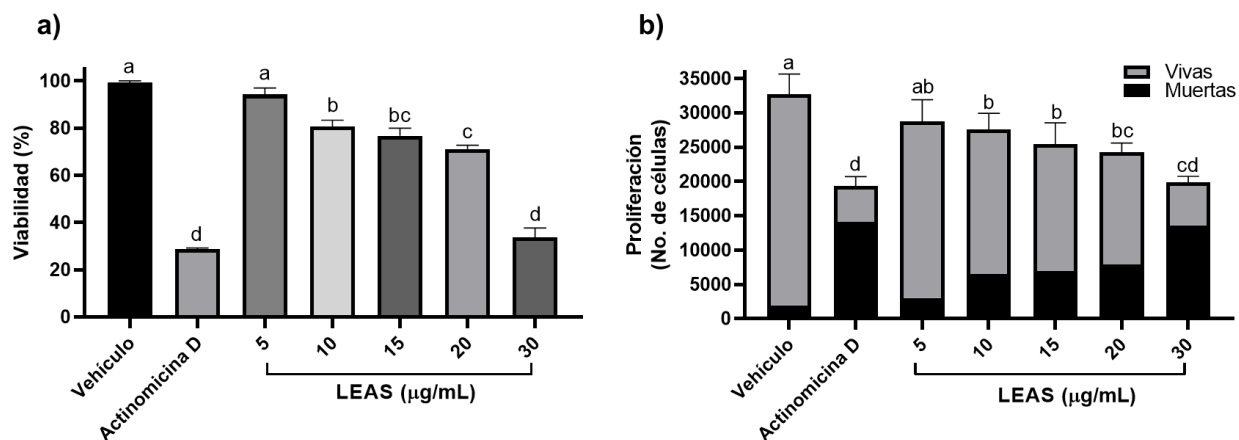 a)
Viabilidad (%)
100
80
60
40
20
0
a
d
a
b
bc
c
d
Vehículo
Actinomicina D
5
10
15
20
30
LEAS (µg/mL)
b)
Proliferación
(No. de células)
35000
30000
25000
20000
15000
10000
5000
0
a
d
ab
b
b
bc
cd
Vivas
Muertas
Vehículo
Actinomicina D
5
10
15
20
30
LEAS (µg/mL)